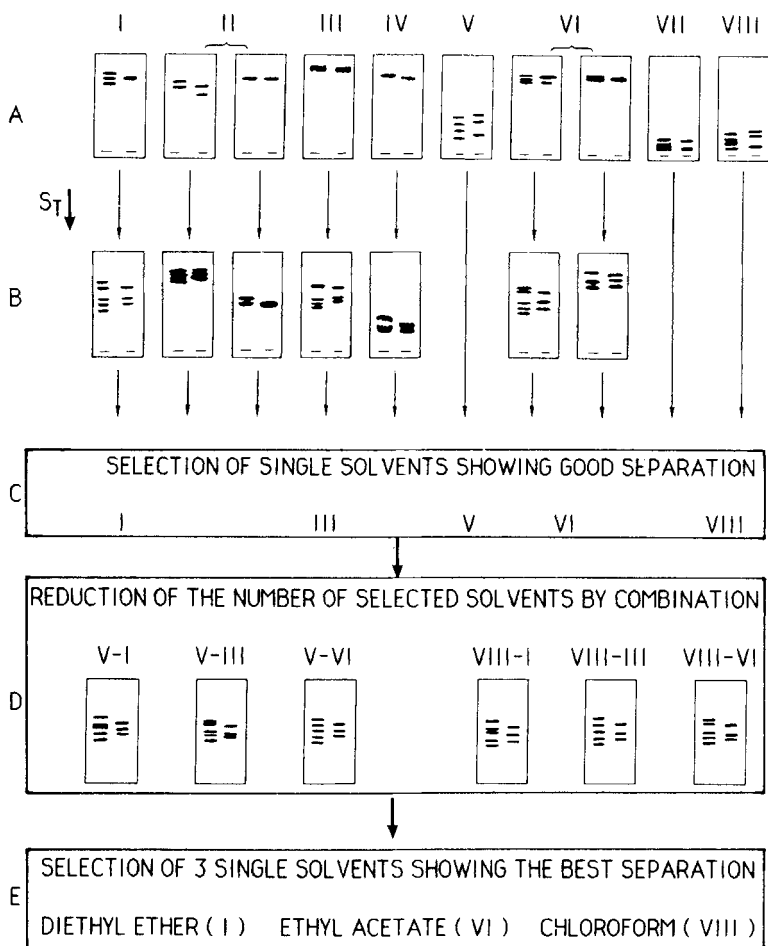 I II III IV V VI VII VIII
A
S_T
B
C
SELECTION OF SINGLE SOLVENTS SHOWING GOOD SEPARATION
I III V VI VIII
REDUCTION OF THE NUMBER OF SELECTED SOLVENTS BY COMBINATION
V-I V-III V-VI VIII-I VIII-III VIII-VI
D
SELECTION OF 3 SINGLE SOLVENTS SHOWING THE BEST SEPARATION
E
DIETHYL ETHER ( I ) ETHYL ACETATE ( VI ) CHLOROFORM ( VIII )